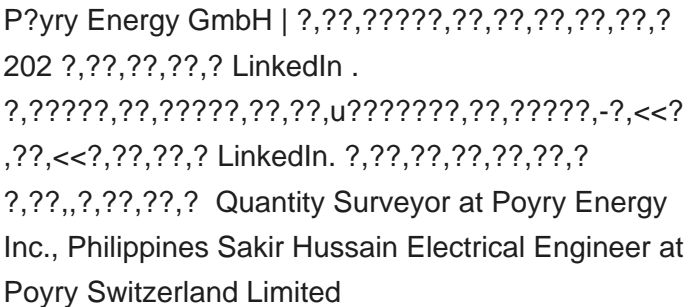 P?yry Energy GmbH | ?,??,?????,??,??,??,??,??,?
202 ?,??,??,??,? LinkedIn .
?,?????,??,?????,??,??,u???????,??,?????,-?,<<?
,??,<<?,??,??,? LinkedIn. ?,??,??,??,??,??,?
?,??,,?,??,??,?  Quantity Surveyor at Poyry Energy
Inc., Philippines Sakir Hussain Electrical Engineer at
Poyry Switzerland Limited